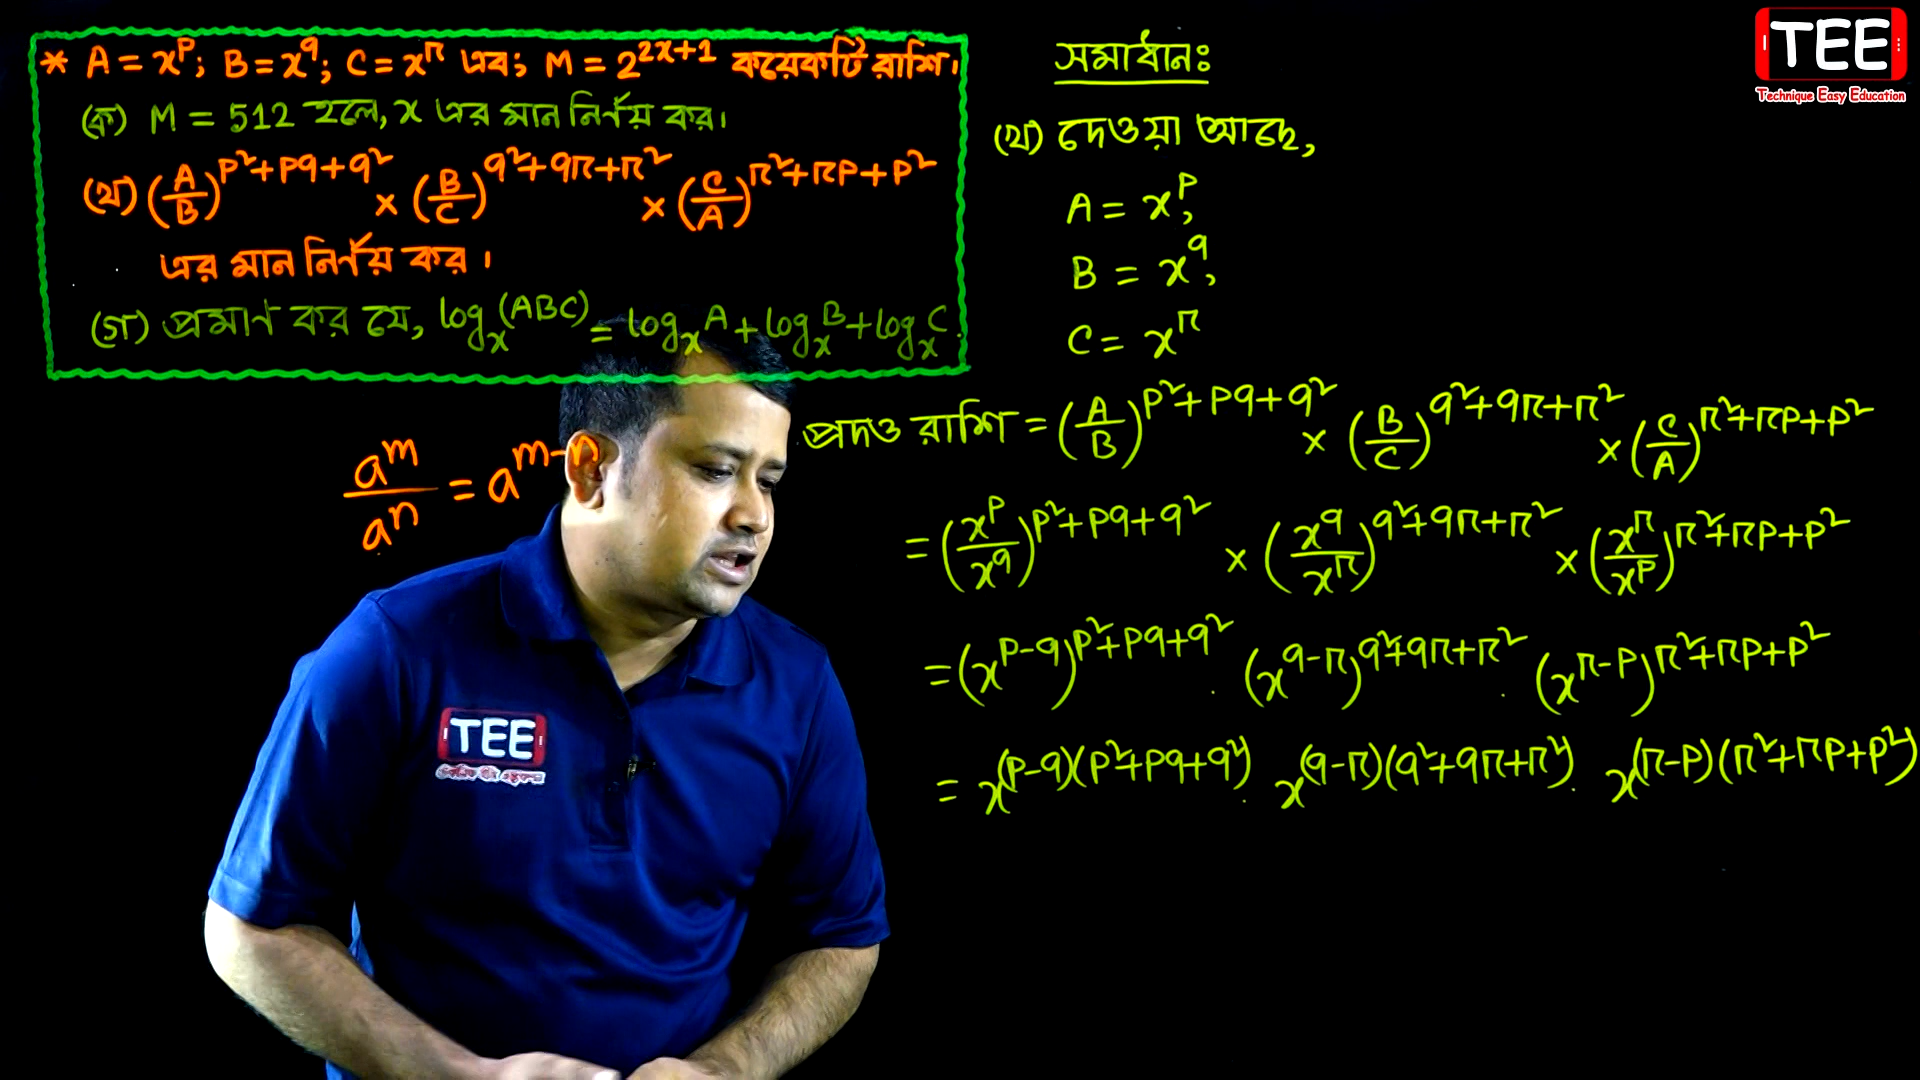 * A = x^p; B = x^q; C = x^r এবং M = 2^(2x+1) কয়েকটি রাশি।
(ক) M = 512 হলে, x এর মান নির্ণয় কর।
(খ) (A/B)^(p²+pq+q²) × (B/C)^(q²+qr+r²) × (C/A)^(r²+rp+p²)
এর মান নির্ণয় কর।
(গ) প্রমাণ কর যে, log_x(ABC) = log_x A + log_x B + log_x C.
a^m/a^n = a^(m-n)
সমাধানঃ
(খ) দেওয়া আছে,
A = x^p,
B = x^q,
C = x^r
প্রদত্ত রাশি = (A/B)^(p²+pq+q²) × (B/C)^(q²+qr+r²) × (C/A)^(r²+rp+p²)
= (x^p/x^q)^(p²+pq+q²) × (x^q/x^r)^(q²+qr+r²) × (x^r/x^p)^(r²+rp+p²)
= (x^(p-q))^(p²+pq+q²) . (x^(q-r))^(q²+qr+r²) . (x^(r-p))^(r²+rp+p²)
= x^((p-q)(p²+pq+q²)) . x^((q-r)(q²+qr+r²)) . x^((r-p)(r²+rp+p²))
TEE
Technique Easy Education
TEE